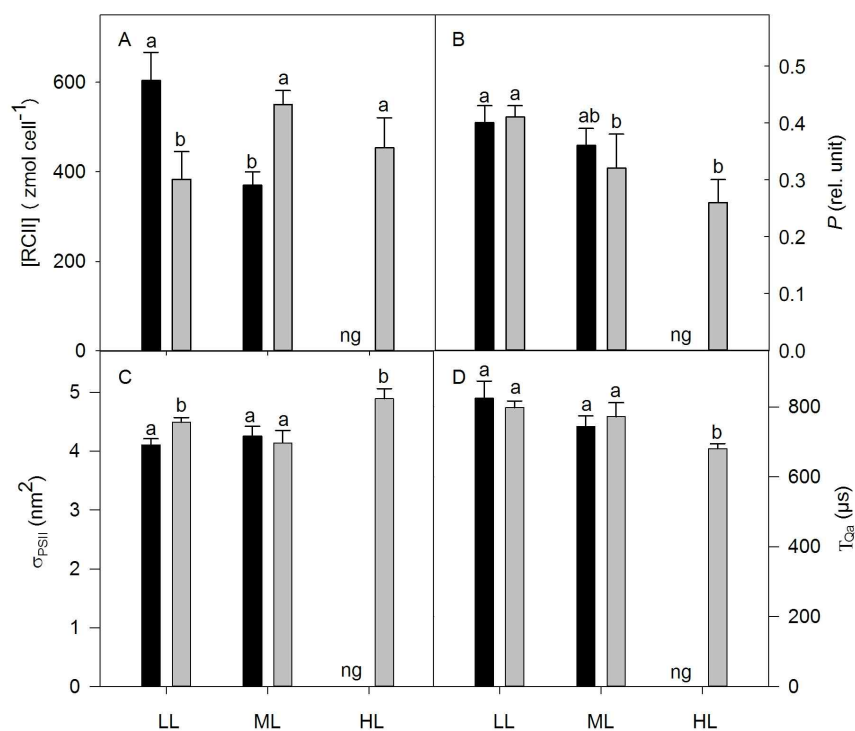 A
B
[RCII] ( zmol cell⁻¹)
600
400
200
0
a
b
b
a
ng
a
a
a
ab
b
ng
b
0.5
0.4
0.3
0.2
0.1
0.0
P (rel. unit)
C
D
σPSII (nm²)
5
4
3
2
1
0
a
b
a
a
ng
b
a
a
a
a
ng
b
800
600
400
200
0
τQa (µs)
LL ML HL LL ML HL